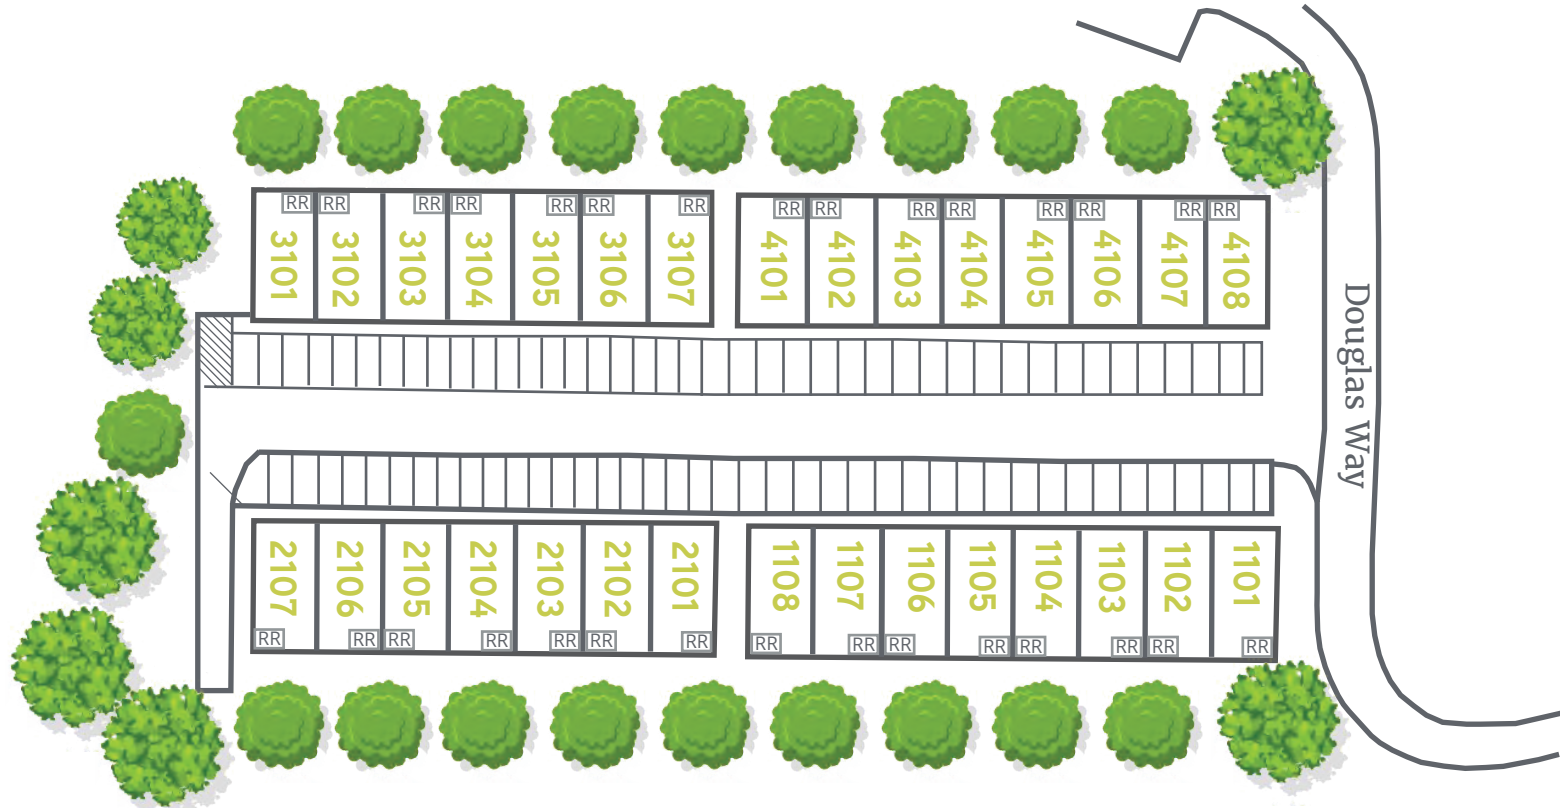 RR RR RR RR RR RR RR
3101 3102 3103 3104 3105 3106 3107
RR RR RR RR RR RR RR RR
4101 4102 4103 4104 4105 4106 4107 4108
Douglas Way
2107 2106 2105 2104 2103 2102 2101
RR RR RR RR RR RR RR
1108 1107 1106 1105 1104 1103 1102 1101
RR RR RR RR RR RR RR RR